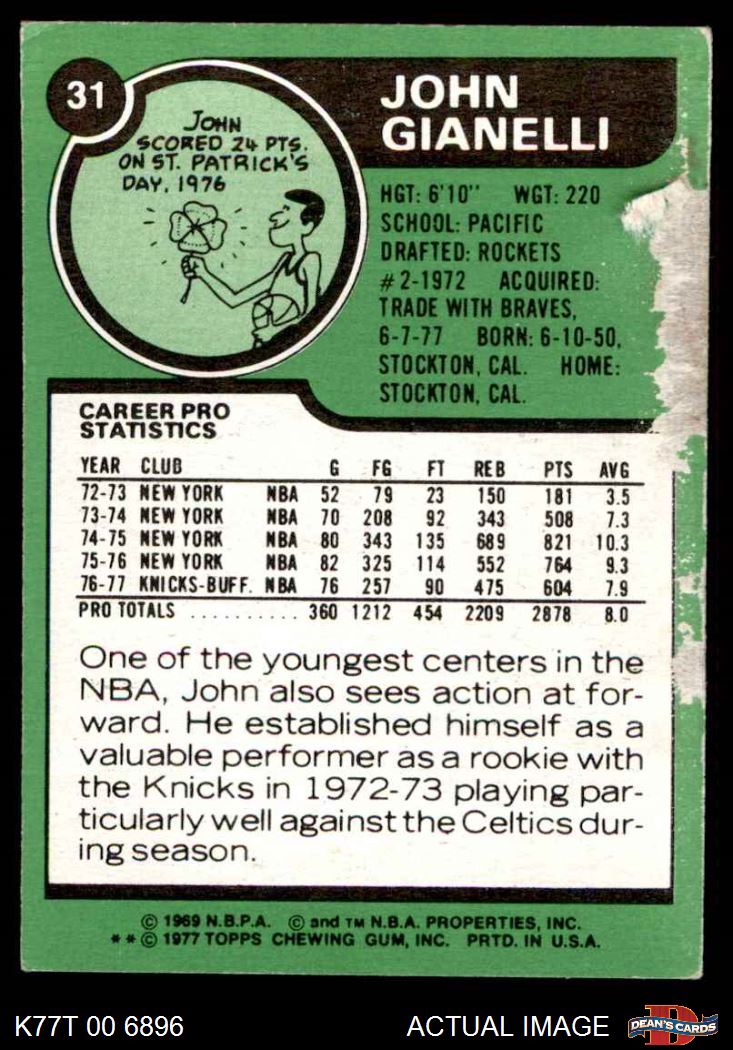 31
JOHN
SCORED 24 PTS.
ON ST. PATRICK'S
DAY, 1976
JOHN
GIANELLI
HGT: 6'10" WGT: 220
SCHOOL: PACIFIC
DRAFTED: ROCKETS
#2-1972 ACQUIRED:
TRADE WITH BRAVES,
6-7-77 BORN: 6-10-50,
STOCKTON, CAL. HOME:
STOCKTON, CAL.
CAREER PRO
STATISTICS
YEAR CLUB G FG FT REB PTS AVG
72-73 NEW YORK NBA 52 79 23 150 181 3.5
73-74 NEW YORK NBA 70 208 92 343 508 7.3
74-75 NEW YORK NBA 80 343 135 689 821 10.3
75-76 NEW YORK NBA 82 325 114 552 764 9.3
76-77 KNICKS-BUFF. NBA 76 257 90 475 604 7.9
PRO TOTALS .......... 360 1212 454 2209 2878 8.0
One of the youngest centers in the
NBA, John also sees action at for-
ward. He established himself as a
valuable performer as a rookie with
the Knicks in 1972-73 playing par-
ticularly well against the Celtics dur-
ing season.
© 1969 N.B.P.A. © and TM N.B.A. PROPERTIES, INC.
**© 1977 TOPPS CHEWING GUM, INC. PRTD. IN U.S.A.
K77T 00 6896 ACTUAL IMAGE D DEAN'S CARDS